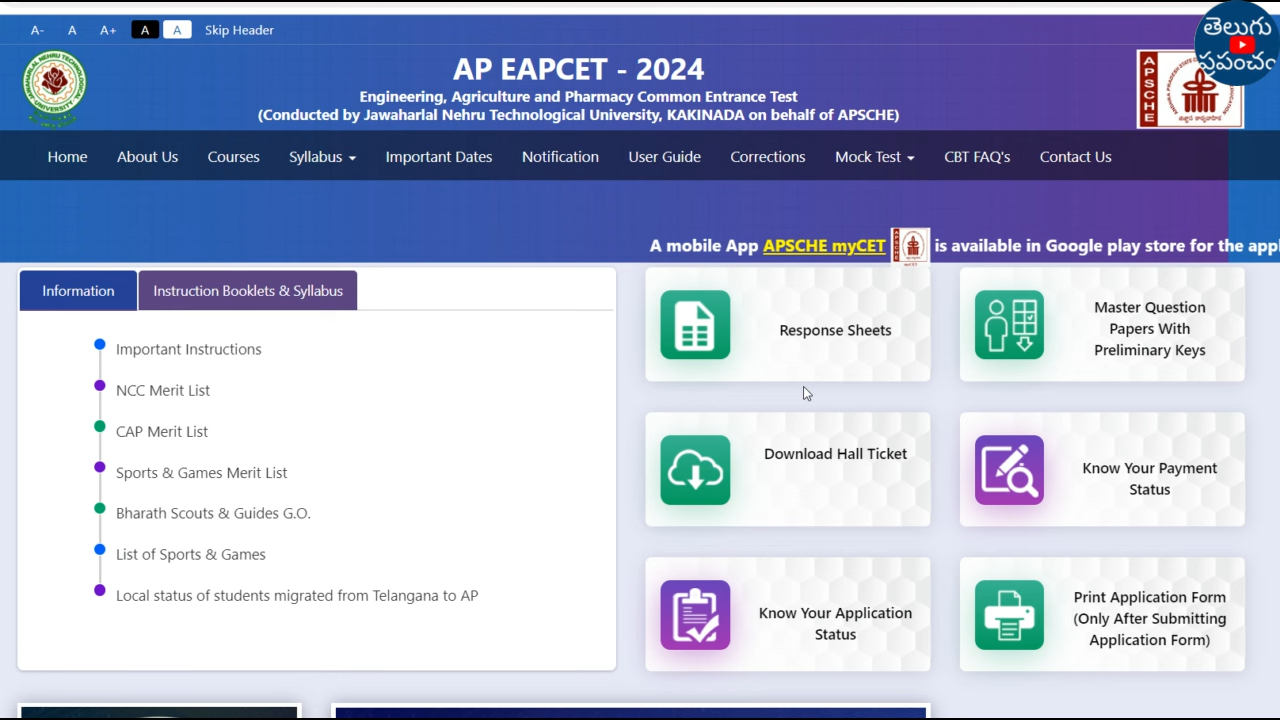 A- A A+ A A Skip Header
తెలుగు
ప్రపంచం
AP EAPCET - 2024
Engineering, Agriculture and Pharmacy Common Entrance Test
(Conducted by Jawaharlal Nehru Technological University, KAKINADA on behalf of APSCHE)
APSCHE
Home About Us Courses Syllabus Important Dates Notification User Guide Corrections Mock Test CBT FAQ's Contact Us
A mobile App APSCHE myCET is available in Google play store for the appl
Information Instruction Booklets & Syllabus
Important Instructions
NCC Merit List
CAP Merit List
Sports & Games Merit List
Bharath Scouts & Guides G.O.
List of Sports & Games
Local status of students migrated from Telangana to AP
Response Sheets
Master Question
Papers With
Preliminary Keys
Download Hall Ticket
Know Your Payment
Status
Know Your Application
Status
Print Application Form
(Only After Submitting
Application Form)